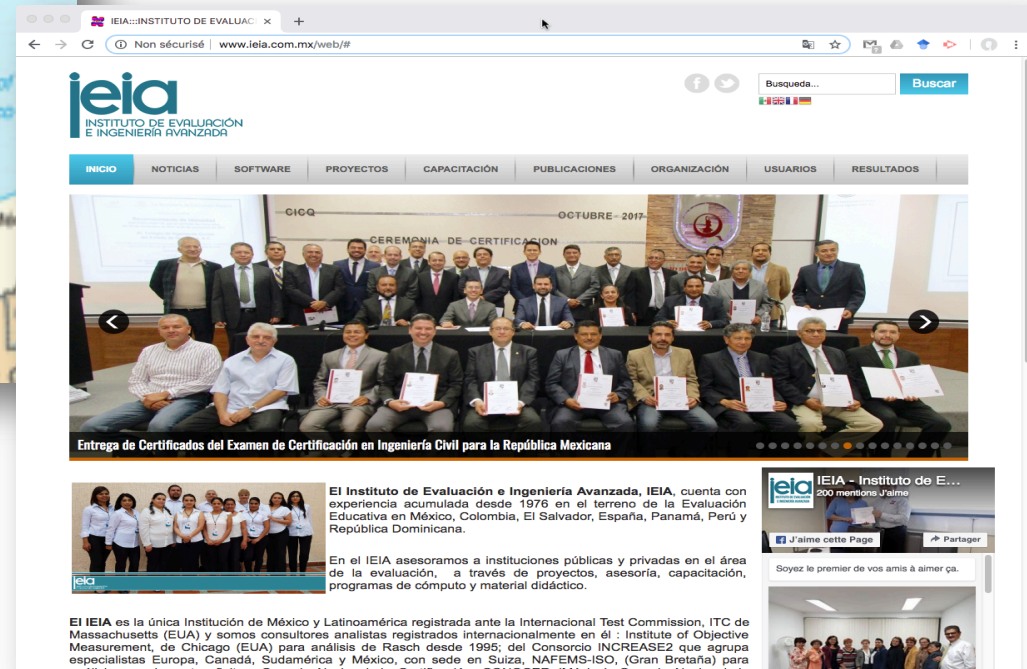 IEIA:::INSTITUTO DE EVALUAC
Non sécurisé | www.ieia.com.mx/web/#
ieia
INSTITUTO DE EVALUACIÓN
E INGENIERÍA AVANZADA
Busqueda...
Buscar
INICIO NOTICIAS SOFTWARE PROYECTOS CAPACITACIÓN PUBLICACIONES ORGANIZACIÓN USUARIOS RESULTADOS
CICQ OCTUBRE- 2017
CEREMONIA DE CERTIFICACION
Entrega de Certificados del Examen de Certificación en Ingeniería Civil para la República Mexicana
ieia
El Instituto de Evaluación e Ingeniería Avanzada, IEIA, cuenta con
experiencia acumulada desde 1976 en el terreno de la Evaluación
Educativa en México, Colombia, El Salvador, España, Panamá, Perú y
República Dominicana.
En el IEIA asesoramos a instituciones públicas y privadas en el área
de la evaluación, a través de proyectos, asesoría, capacitación,
programas de cómputo y material didáctico.
El IEIA es la única Institución de México y Latinoamérica registrada ante la Internacional Test Commission, ITC de
Massachusetts (EUA) y somos consultores analistas registrados internacionalmente en él : Institute of Objective
Measurement, de Chicago (EUA) para análisis de Rasch desde 1995; del Consorcio INCREASE2 que agrupa
especialistas Europa, Canadá, Sudamérica y México, con sede en Suiza, NAFEMS-ISO, (Gran Bretaña) para
ieia
IEIA - Instituto de E...
200 mentions J'aime
J'aime cette Page
Partager
Soyez le premier de vos amis à aimer ça.